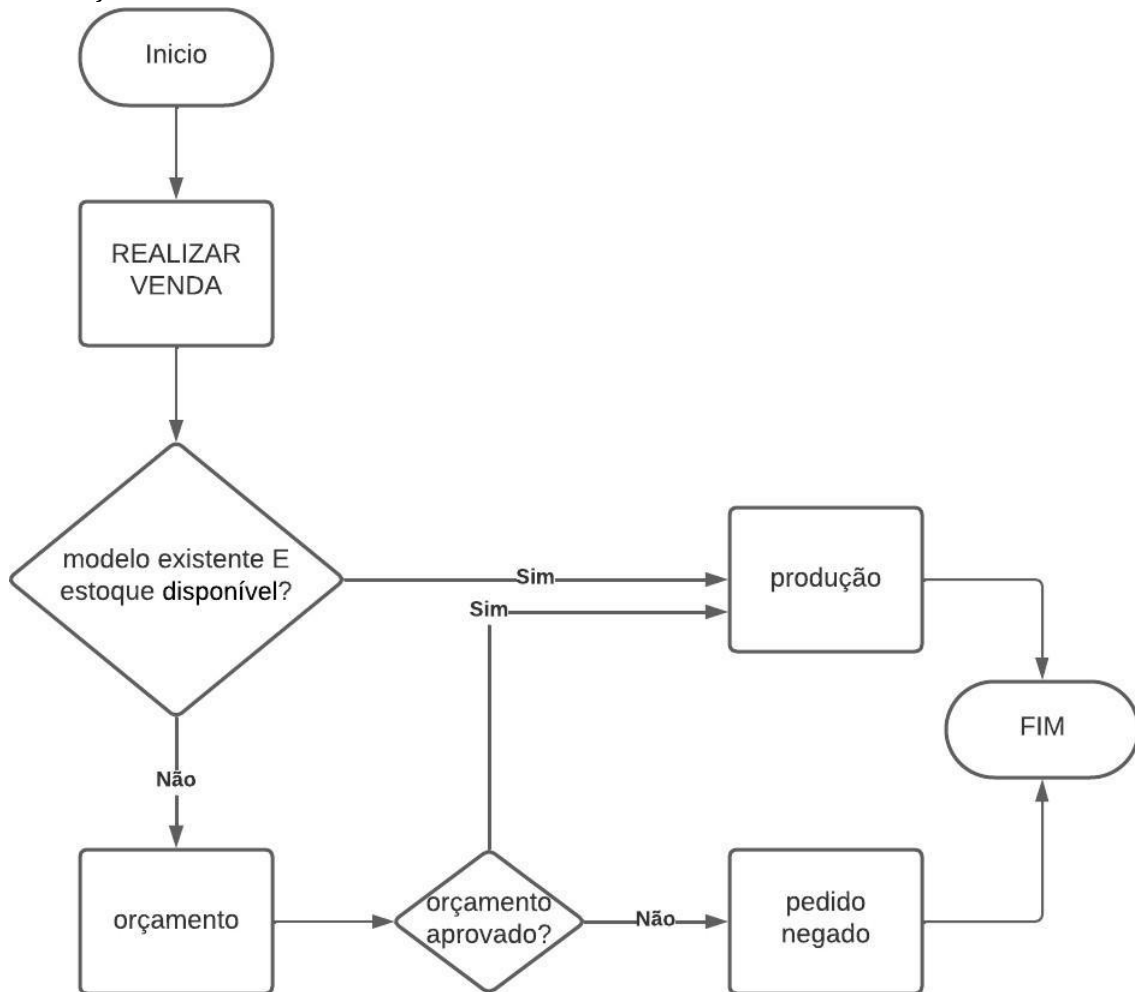 Inicio
REALIZAR
VENDA
modelo existente E
estoque disponível?
Sim
produção
Sim
FIM
Não
orçamento
orçamento
aprovado?
Não
pedido
negado